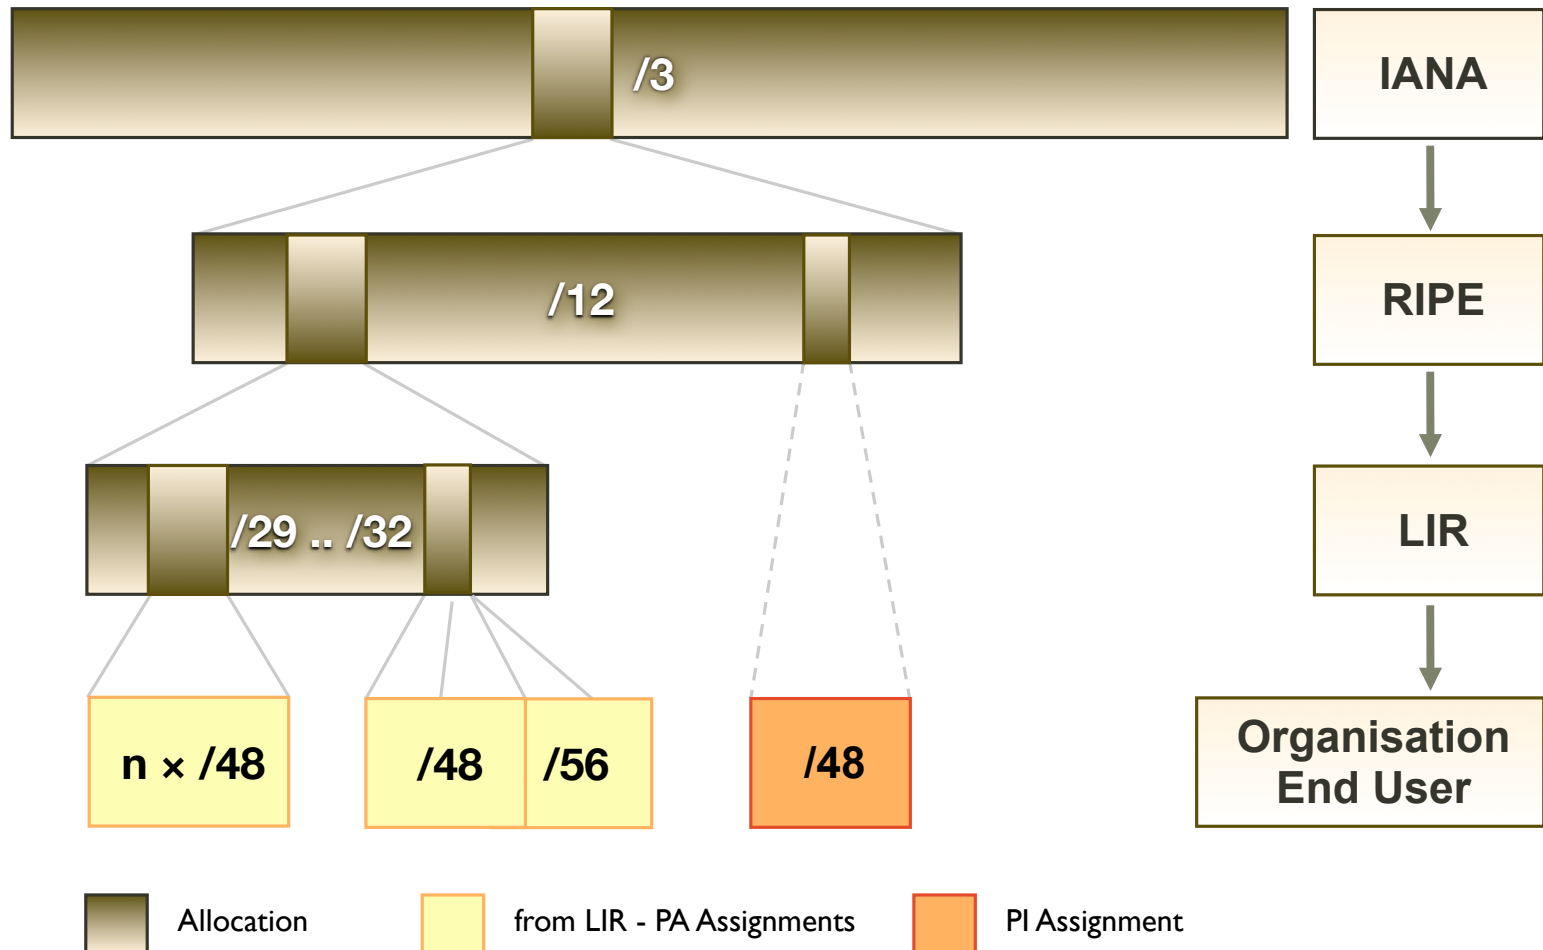 /3
IANA
/12
RIPE
/29 .. /32
LIR
n × /48
/48
/56
/48
Organisation
End User
Allocation
from LIR - PA Assignments
PI Assignment